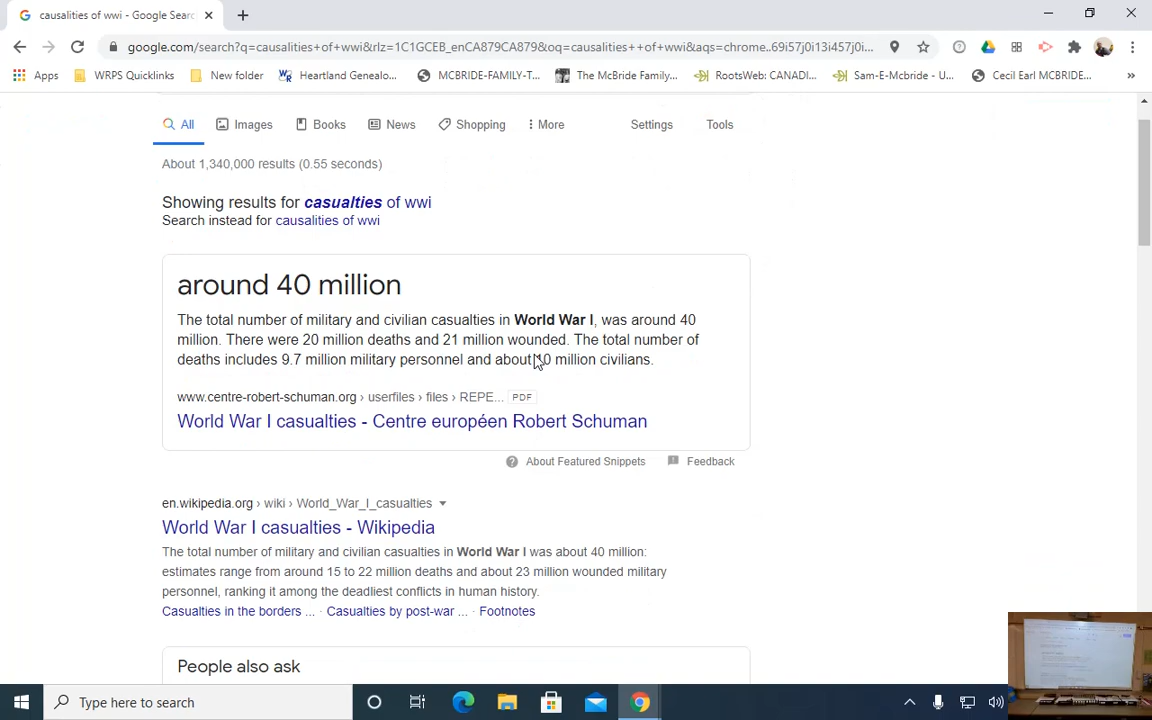 causalities of wwi - Google Searc
google.com/search?q=causalities+of+wwi&rlz=1C1GCEB_enCA879CA879&oq=causalities++of+wwi&aqs=chrome..69i57j0i13i457j0i...
Apps WRPS Quicklinks New folder Heartland Genealo... MCBRIDE-FAMILY-T... The McBride Family... RootsWeb: CANADI... Sam-E-Mcbride - U... Cecil Earl MCBRIDE... »
All Images Books News Shopping More Settings Tools
About 1,340,000 results (0.55 seconds)
Showing results for casualties of wwi
Search instead for causalities of wwi
around 40 million
The total number of military and civilian casualties in World War I, was around 40
million. There were 20 million deaths and 21 million wounded. The total number of
deaths includes 9.7 million military personnel and about 10 million civilians.
www.centre-robert-schuman.org › userfiles › files › REPE... PDF
World War I casualties - Centre européen Robert Schuman
About Featured Snippets Feedback
en.wikipedia.org › wiki › World_War_I_casualties
World War I casualties - Wikipedia
The total number of military and civilian casualties in World War I was about 40 million:
estimates range from around 15 to 22 million deaths and about 23 million wounded military
personnel, ranking it among the deadliest conflicts in human history.
Casualties in the borders ... · Casualties by post-war ... · Footnotes
People also ask
Type here to search